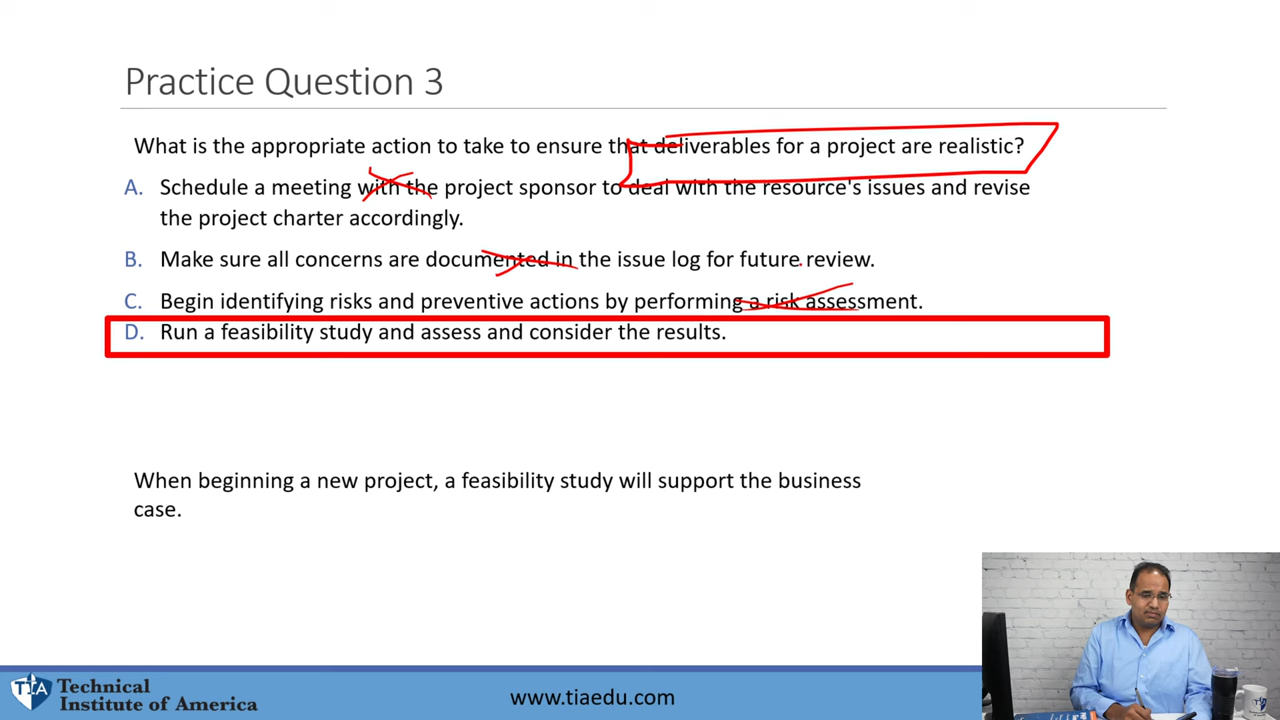 Practice Question 3
What is the appropriate action to take to ensure that deliverables for a project are realistic?
A. Schedule a meeting with the project sponsor to deal with the resource's issues and revise
the project charter accordingly.
B. Make sure all concerns are documented in the issue log for future review.
C. Begin identifying risks and preventive actions by performing a risk assessment.
D. Run a feasibility study and assess and consider the results.
When beginning a new project, a feasibility study will support the business
case.
TIA
Technical
Institute of America
www.tiaedu.com